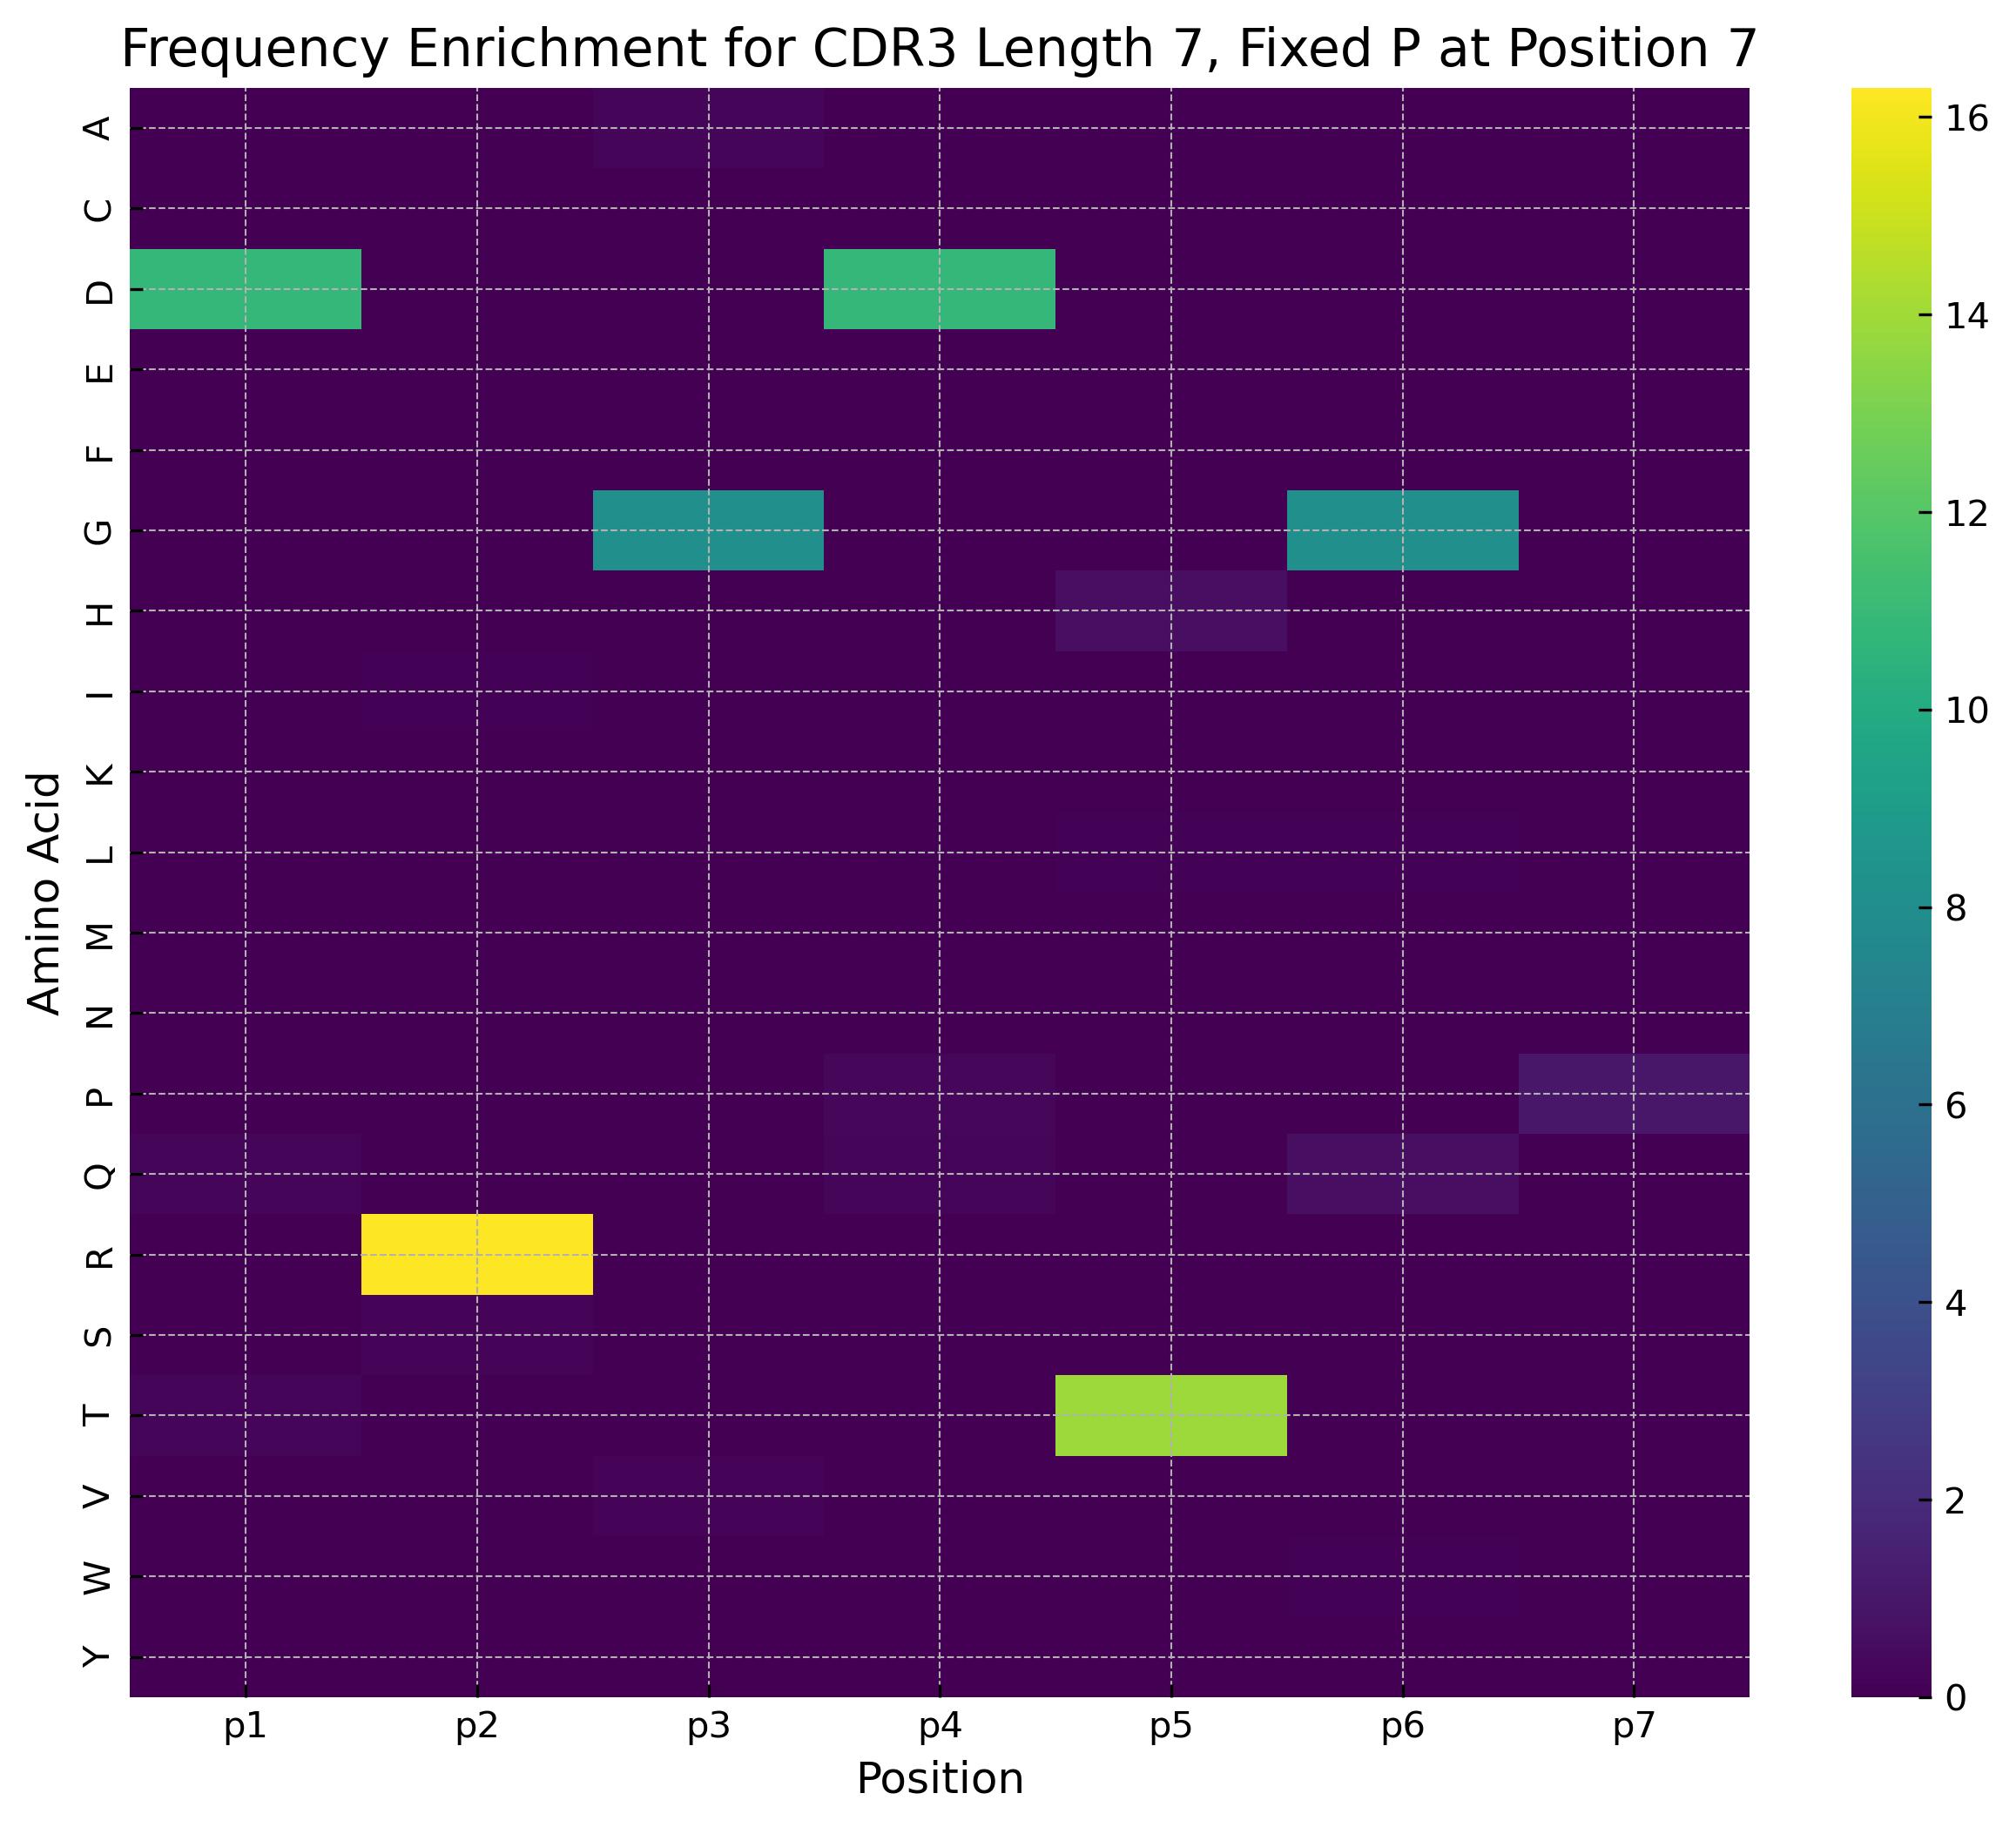 Frequency Enrichment for CDR3 Length 7, Fixed P at Position 7
Amino Acid
A
C
D
E
F
G
H
I
K
L
M
N
P
Q
R
S
T
V
W
Y
p1 p2 p3 p4 p5 p6 p7
Position
16
14
12
10
8
6
4
2
0